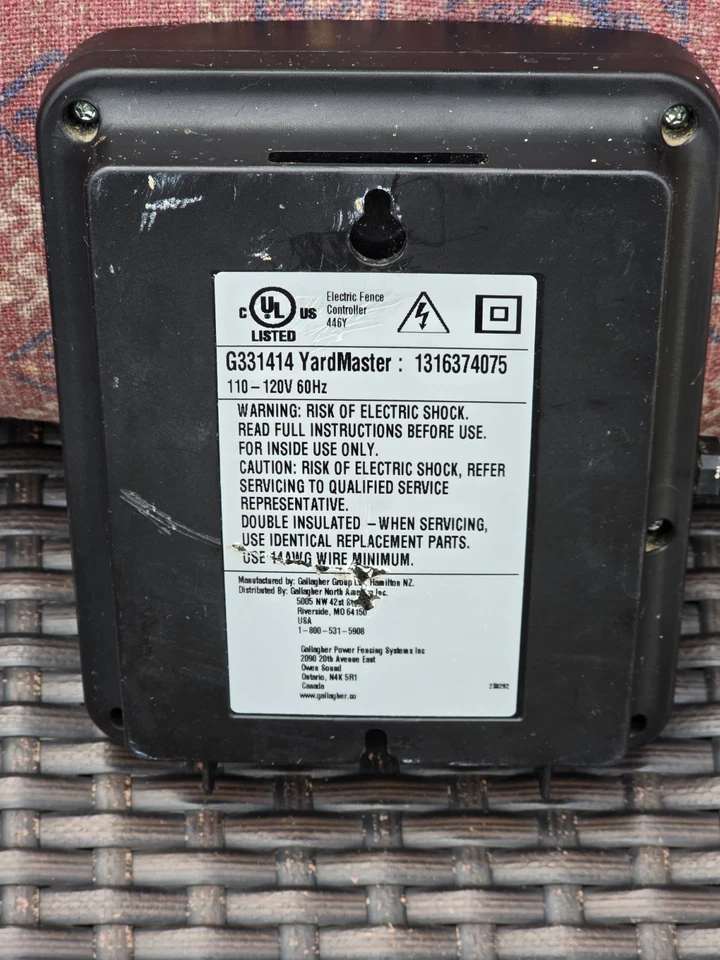 C UL US
LISTED
Electric Fence
Controller
446Y
G331414 YardMaster : 1316374075
110 – 120V 60Hz
WARNING: RISK OF ELECTRIC SHOCK.
READ FULL INSTRUCTIONS BEFORE USE.
FOR INSIDE USE ONLY.
CAUTION: RISK OF ELECTRIC SHOCK, REFER
SERVICING TO QUALIFIED SERVICE
REPRESENTATIVE.
DOUBLE INSULATED – WHEN SERVICING,
USE IDENTICAL REPLACEMENT PARTS.
USE 14AWG WIRE MINIMUM.
Manufactured by: Gallagher Group Hamilton NZ.
Distributed By: Gallagher North Inc.
5005 NW 42st
Riverside, MO 64150
USA
1-800-531-5908
Gallagher Power Fencing Systems Inc
2090 20th Avenue East
Owen Sound
Ontario, N4K 5R1
Canada
www.gallagher.co